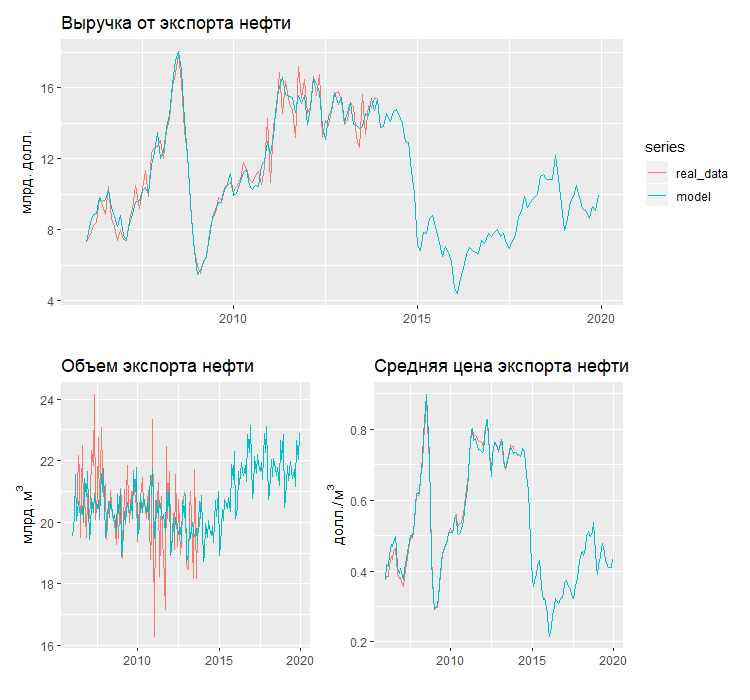 Выручка от экспорта нефти
млрд. долл.
16
12
8
4
2010
2015
2020
series
real_data
model
Объем экспорта нефти
млрд. м³
24
22
20
18
16
2010
2015
2020
Средняя цена экспорта нефти
долл./м³
0.8
0.6
0.4
0.2
2010
2015
2020